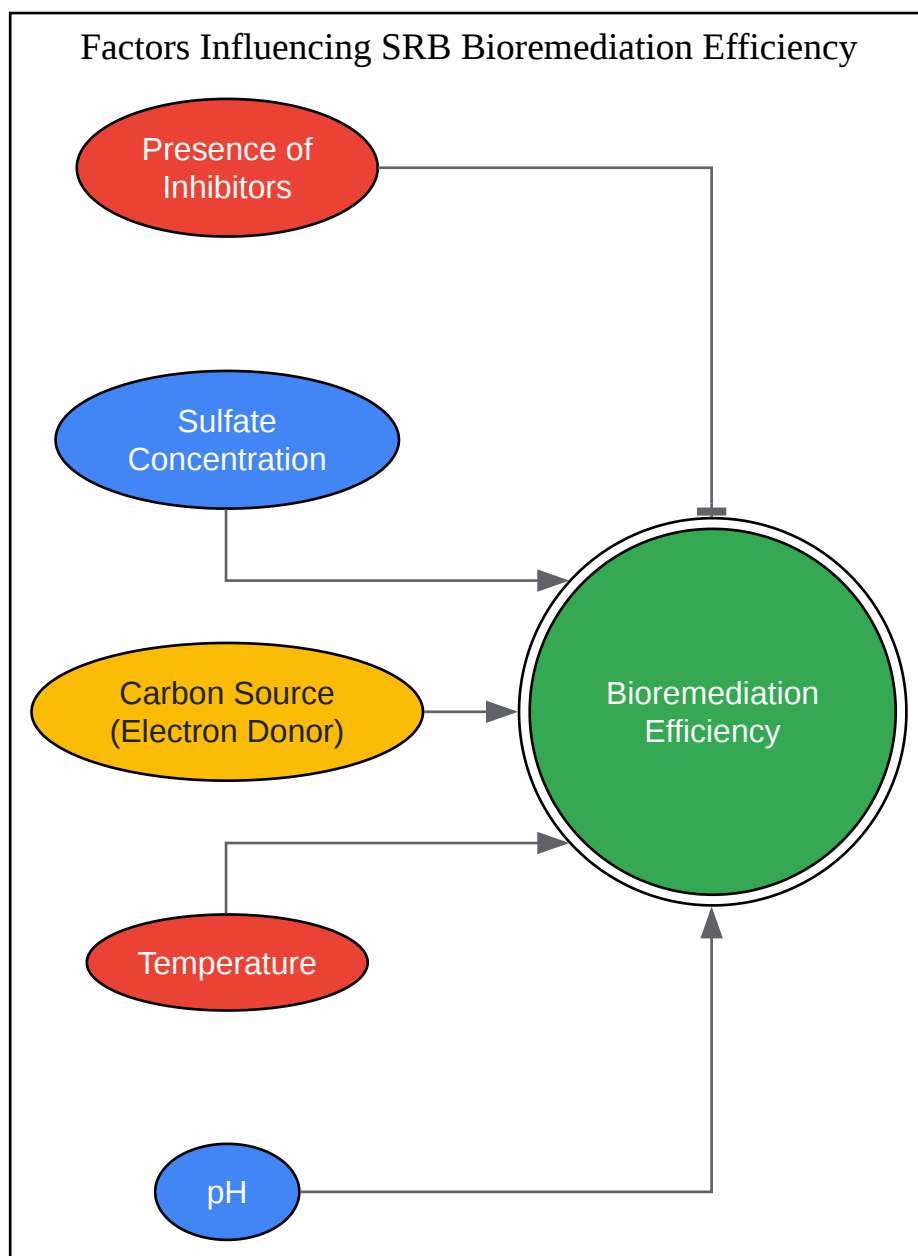 Factors Influencing SRB Bioremediation Efficiency
Presence of
Inhibitors
Sulfate
Concentration
Carbon Source
(Electron Donor)
Bioremediation
Efficiency
Temperature
pH